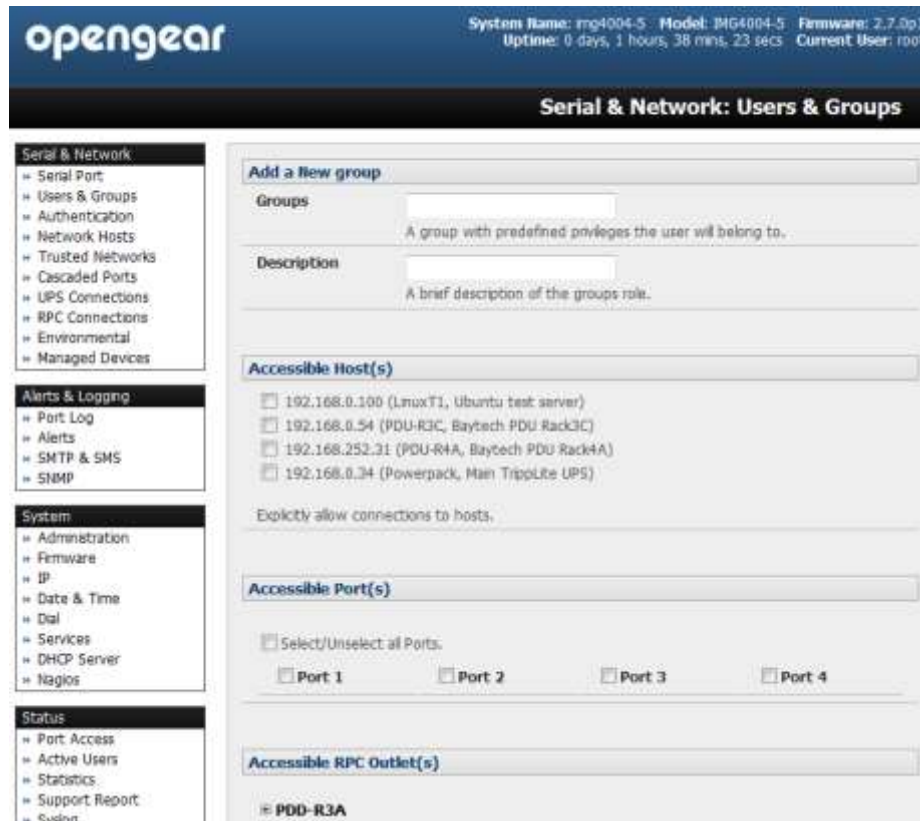 opengear
System Name: img4004-5 Model: IMG4004-5 Firmware: 2.7.0p
Uptime: 0 days, 1 hours, 38 mins, 23 secs Current User: roo
Serial & Network: Users & Groups
Serial & Network
» Serial Port
» Users & Groups
» Authentication
» Network Hosts
» Trusted Networks
» Cascaded Ports
» UPS Connections
» RPC Connections
» Environmental
» Managed Devices
Alerts & Logging
» Port Log
» Alerts
» SMTP & SMS
» SNMP
System
» Administration
» Firmware
» IP
» Date & Time
» Dial
» Services
» DHCP Server
» Nagios
Status
» Port Access
» Active Users
» Statistics
» Support Report
» Syslog
Add a New group
Groups
A group with predefined privileges the user will belong to.
Description
A brief description of the groups role.
Accessible Host(s)
192.168.0.100 (LinuxT1, Ubuntu test server)
192.168.0.54 (PDU-R3C, Baytech PDU Rack3C)
192.168.252.31 (PDU-R4A, Baytech PDU Rack4A)
192.168.0.34 (Powerpack, Main TrippLite UPS)
Explicitly allow connections to hosts.
Accessible Port(s)
Select/Unselect all Ports.
Port 1 Port 2 Port 3 Port 4
Accessible RPC Outlet(s)
PDD-R3A